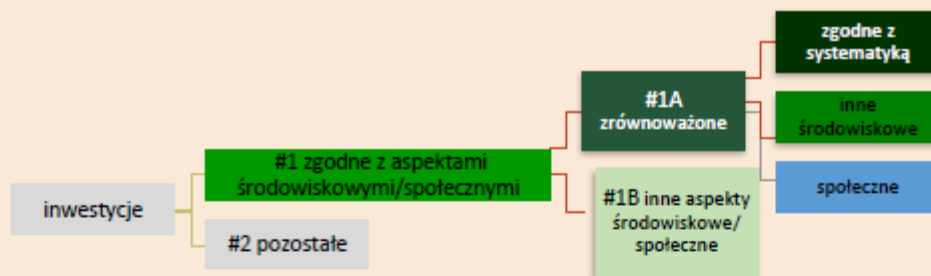 inwestycje
#1 zgodne z aspektami
środowiskowymi/społecznymi
#2 pozostałe
#1A
zrównoważone
#1B inne aspekty
środowiskowe/
społeczne
zgodne z
systematyką
inne
środowiskowe
społeczne